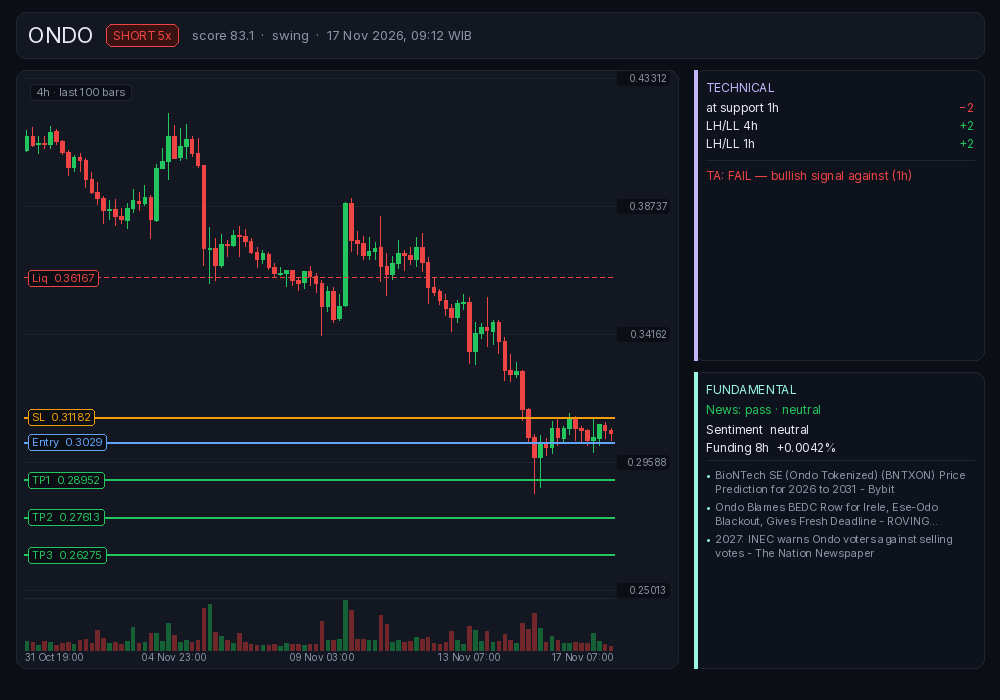 ONDO SHORT 5x score 83.1 · swing · 17 Nov 2026, 09:12 WIB
4h · last 100 bars
0.43312
0.38737
Liq 0.36167
0.34162
SL 0.31182
Entry 0.3029
0.29588
TP1 0.28952
TP2 0.27613
TP3 0.26275
0.25013
31 Oct 19:00 04 Nov 23:00 09 Nov 03:00 13 Nov 07:00 17 Nov 07:00
TECHNICAL
at support 1h −2
LH/LL 4h +2
LH/LL 1h +2
TA: FAIL — bullish signal against (1h)
FUNDAMENTAL
News: pass · neutral
Sentiment neutral
Funding 8h +0.0042%
• BioNTech SE (Ondo Tokenized) (BNTXON) Price
Prediction for 2026 to 2031 - Bybit
• Ondo Blames BEDC Row for Irele, Ese-Odo
Blackout, Gives Fresh Deadline - ROVING…
• 2027: INEC warns Ondo voters against selling
votes - The Nation Newspaper